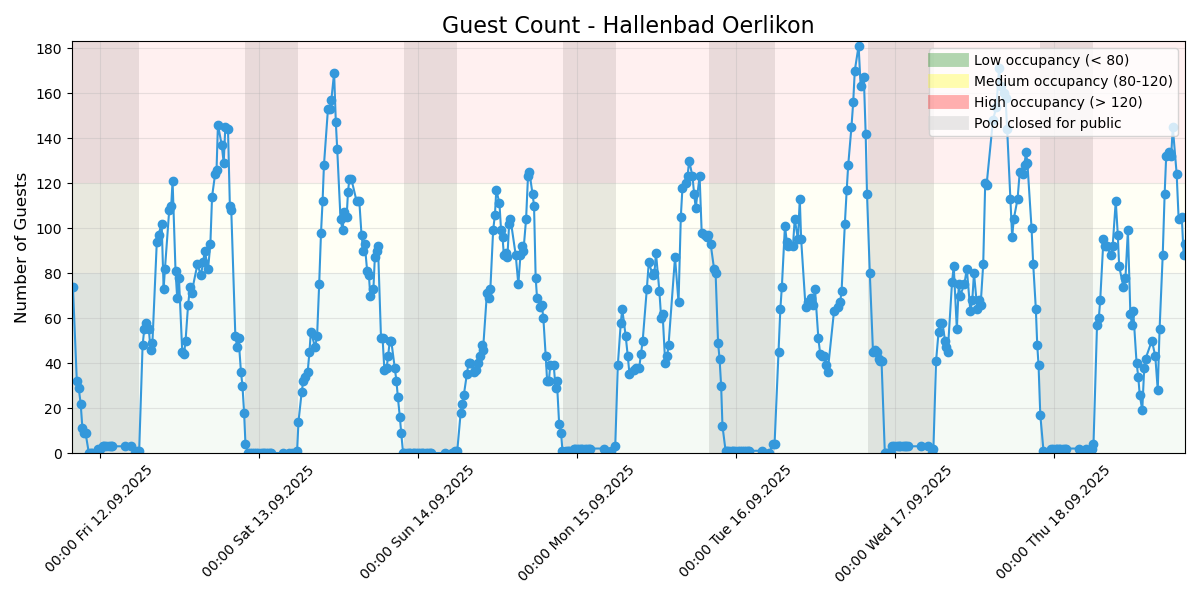 Guest Count - Hallenbad Oerlikon
Number of Guests
180
160
140
120
100
80
60
40
20
0
Low occupancy (< 80)
Medium occupancy (80-120)
High occupancy (> 120)
Pool closed for public
00:00 Fri 12.09.2025
00:00 Sat 13.09.2025
00:00 Sun 14.09.2025
00:00 Mon 15.09.2025
00:00 Tue 16.09.2025
00:00 Wed 17.09.2025
00:00 Thu 18.09.2025